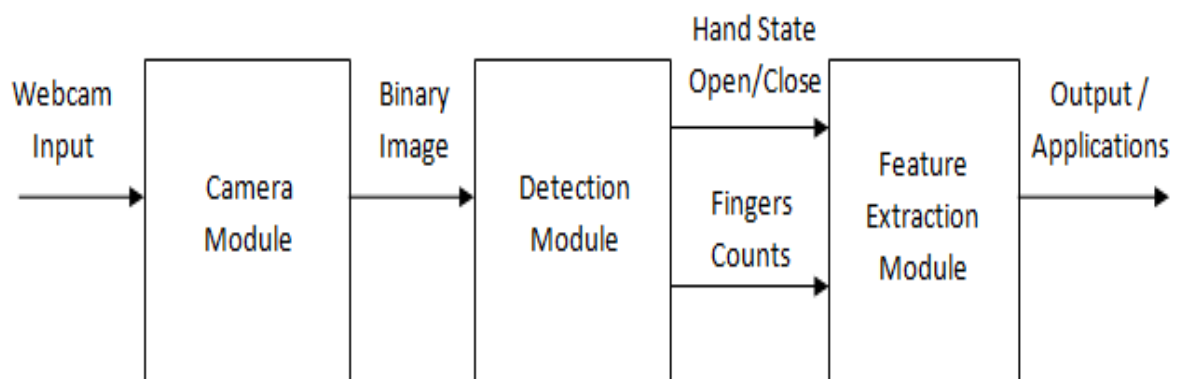 Webcam
Input
Camera
Module
Binary
Image
Detection
Module
Hand State
Open/Close
Fingers
Counts
Feature
Extraction
Module
Output /
Applications